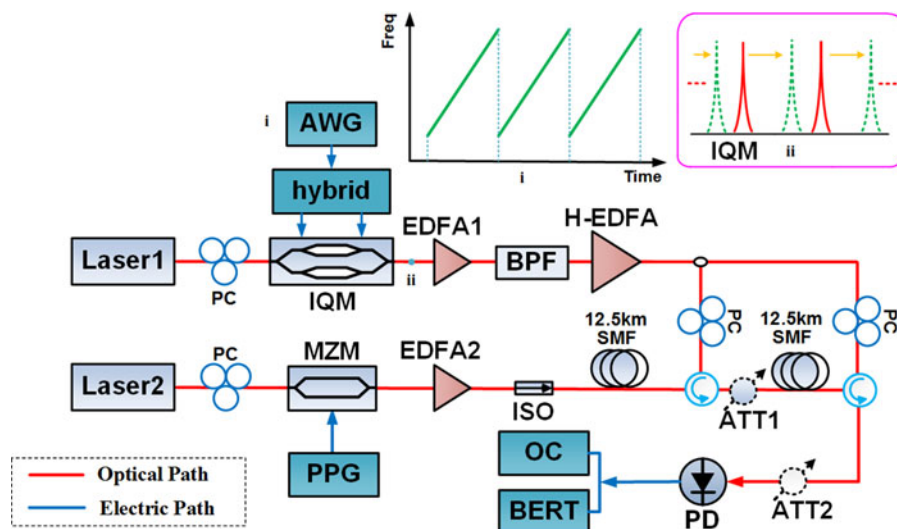 Freq
i
Time
IQM
ii
i
AWG
hybrid
EDFA1
H-EDFA
Laser1
BPF
PC
IQM
ii
PC
PC
12.5km
SMF
12.5km
SMF
PC
MZM
EDFA2
Laser2
ISO
ATT1
PPG
OC
BERT
PD
ATT2
Optical Path
Electric Path